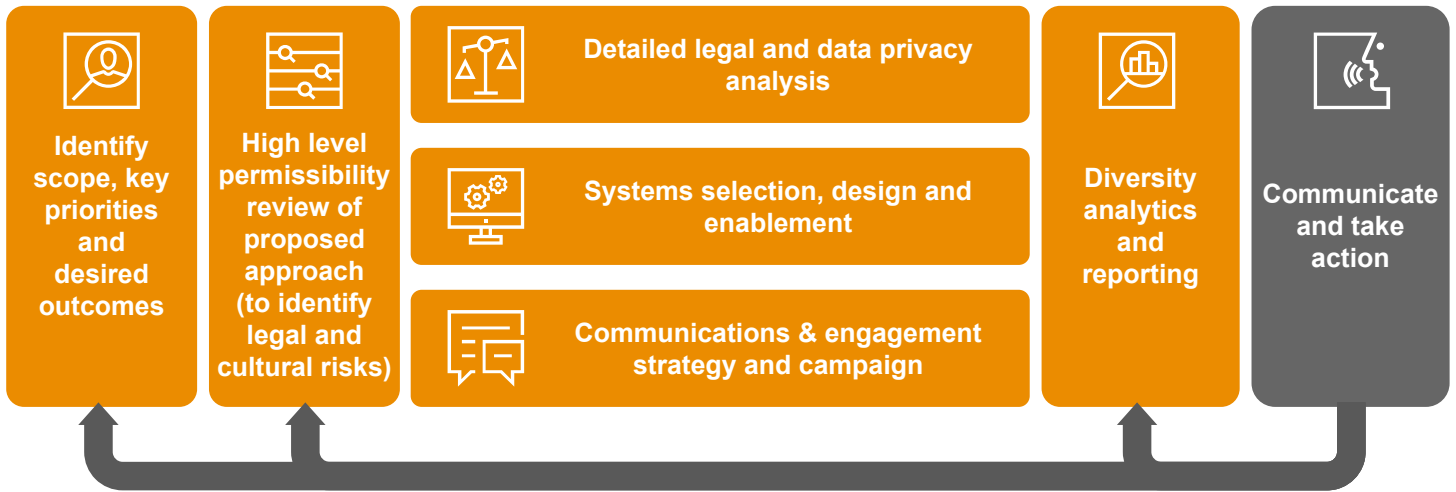 Identify
scope, key
priorities
and
desired
outcomes
High level
permissibility
review of
proposed
approach
(to identify
legal and
cultural risks)
Detailed legal and data privacy
analysis
Systems selection, design and
enablement
Communications & engagement
strategy and campaign
Diversity
analytics
and
reporting
Communicate
and take
action